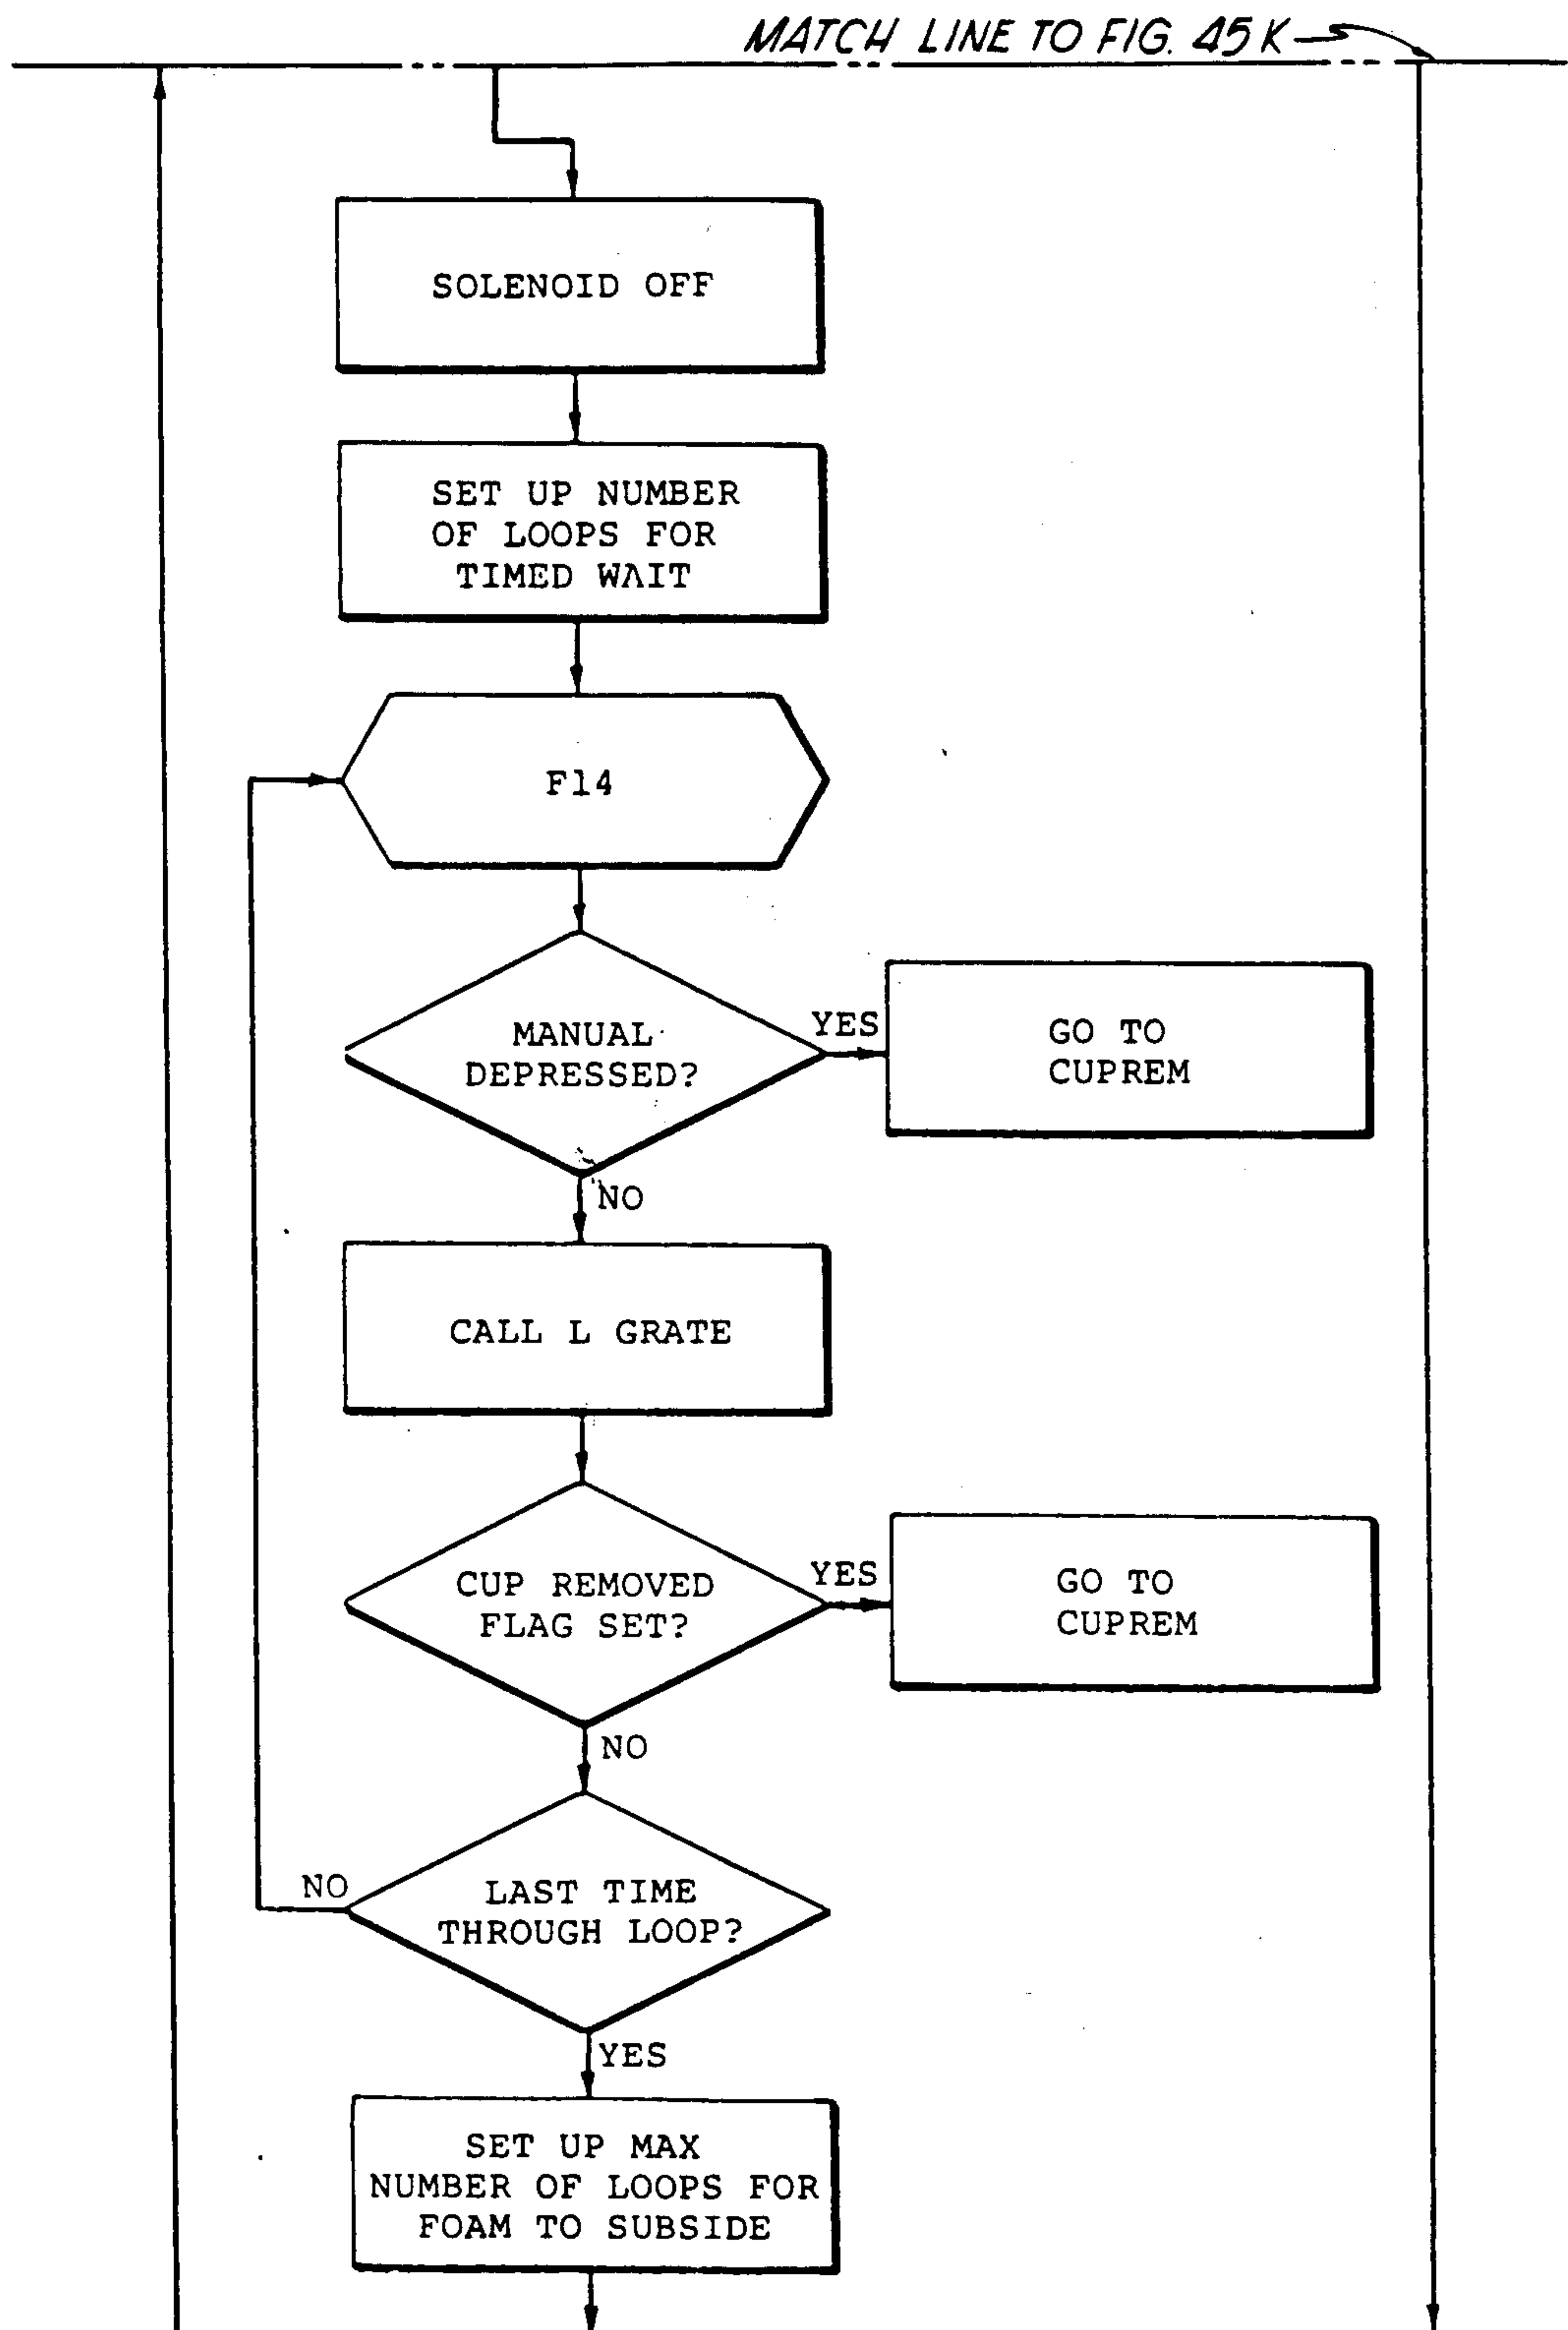 MATCH LINE TO FIG. 45K
SOLENOID OFF
SET UP NUMBER
OF LOOPS FOR
TIMED WAIT
F14
MANUAL
DEPRESSED?
YES
GO TO
CUPREM
NO
CALL L GRATE
CUP REMOVED
FLAG SET?
YES
GO TO
CUPREM
NO
LAST TIME
THROUGH LOOP?
NO
YES
SET UP MAX
NUMBER OF LOOPS FOR
FOAM TO SUBSIDE